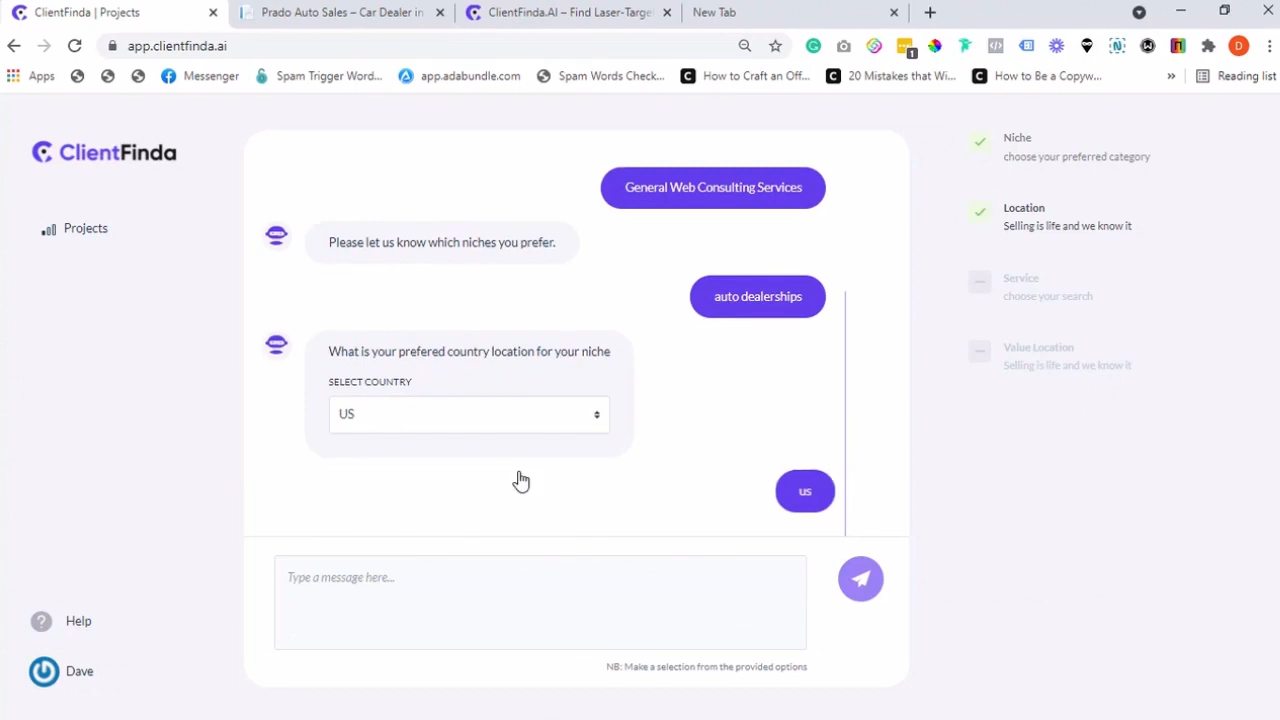 ClientFinda | Projects
Prado Auto Sales – Car Dealer in
ClientFinda.AI – Find Laser-Targe
New Tab
app.clientfinda.ai
1
D
Apps
Messenger
Spam Trigger Word...
app.adabundle.com
Spam Words Check...
How to Craft an Off...
20 Mistakes that Wi...
How to Be a Copyw...
»
Reading list
ClientFinda
Projects
Help
Dave
General Web Consulting Services
Please let us know which niches you prefer.
auto dealerships
What is your prefered country location for your niche
SELECT COUNTRY
US
us
Type a message here...
NB: Make a selection from the provided options
Niche
choose your preferred category
Location
Selling is life and we know it
Service
choose your search
Value Location
Selling is life and we know it